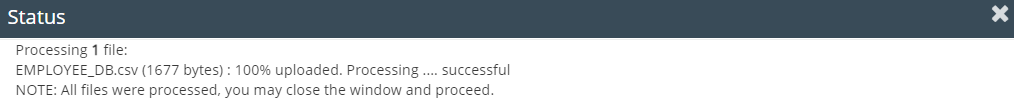 Status
Processing 1 file:
EMPLOYEE_DB.csv (1677 bytes) : 100% uploaded. Processing .... successful
NOTE: All files were processed, you may close the window and proceed.